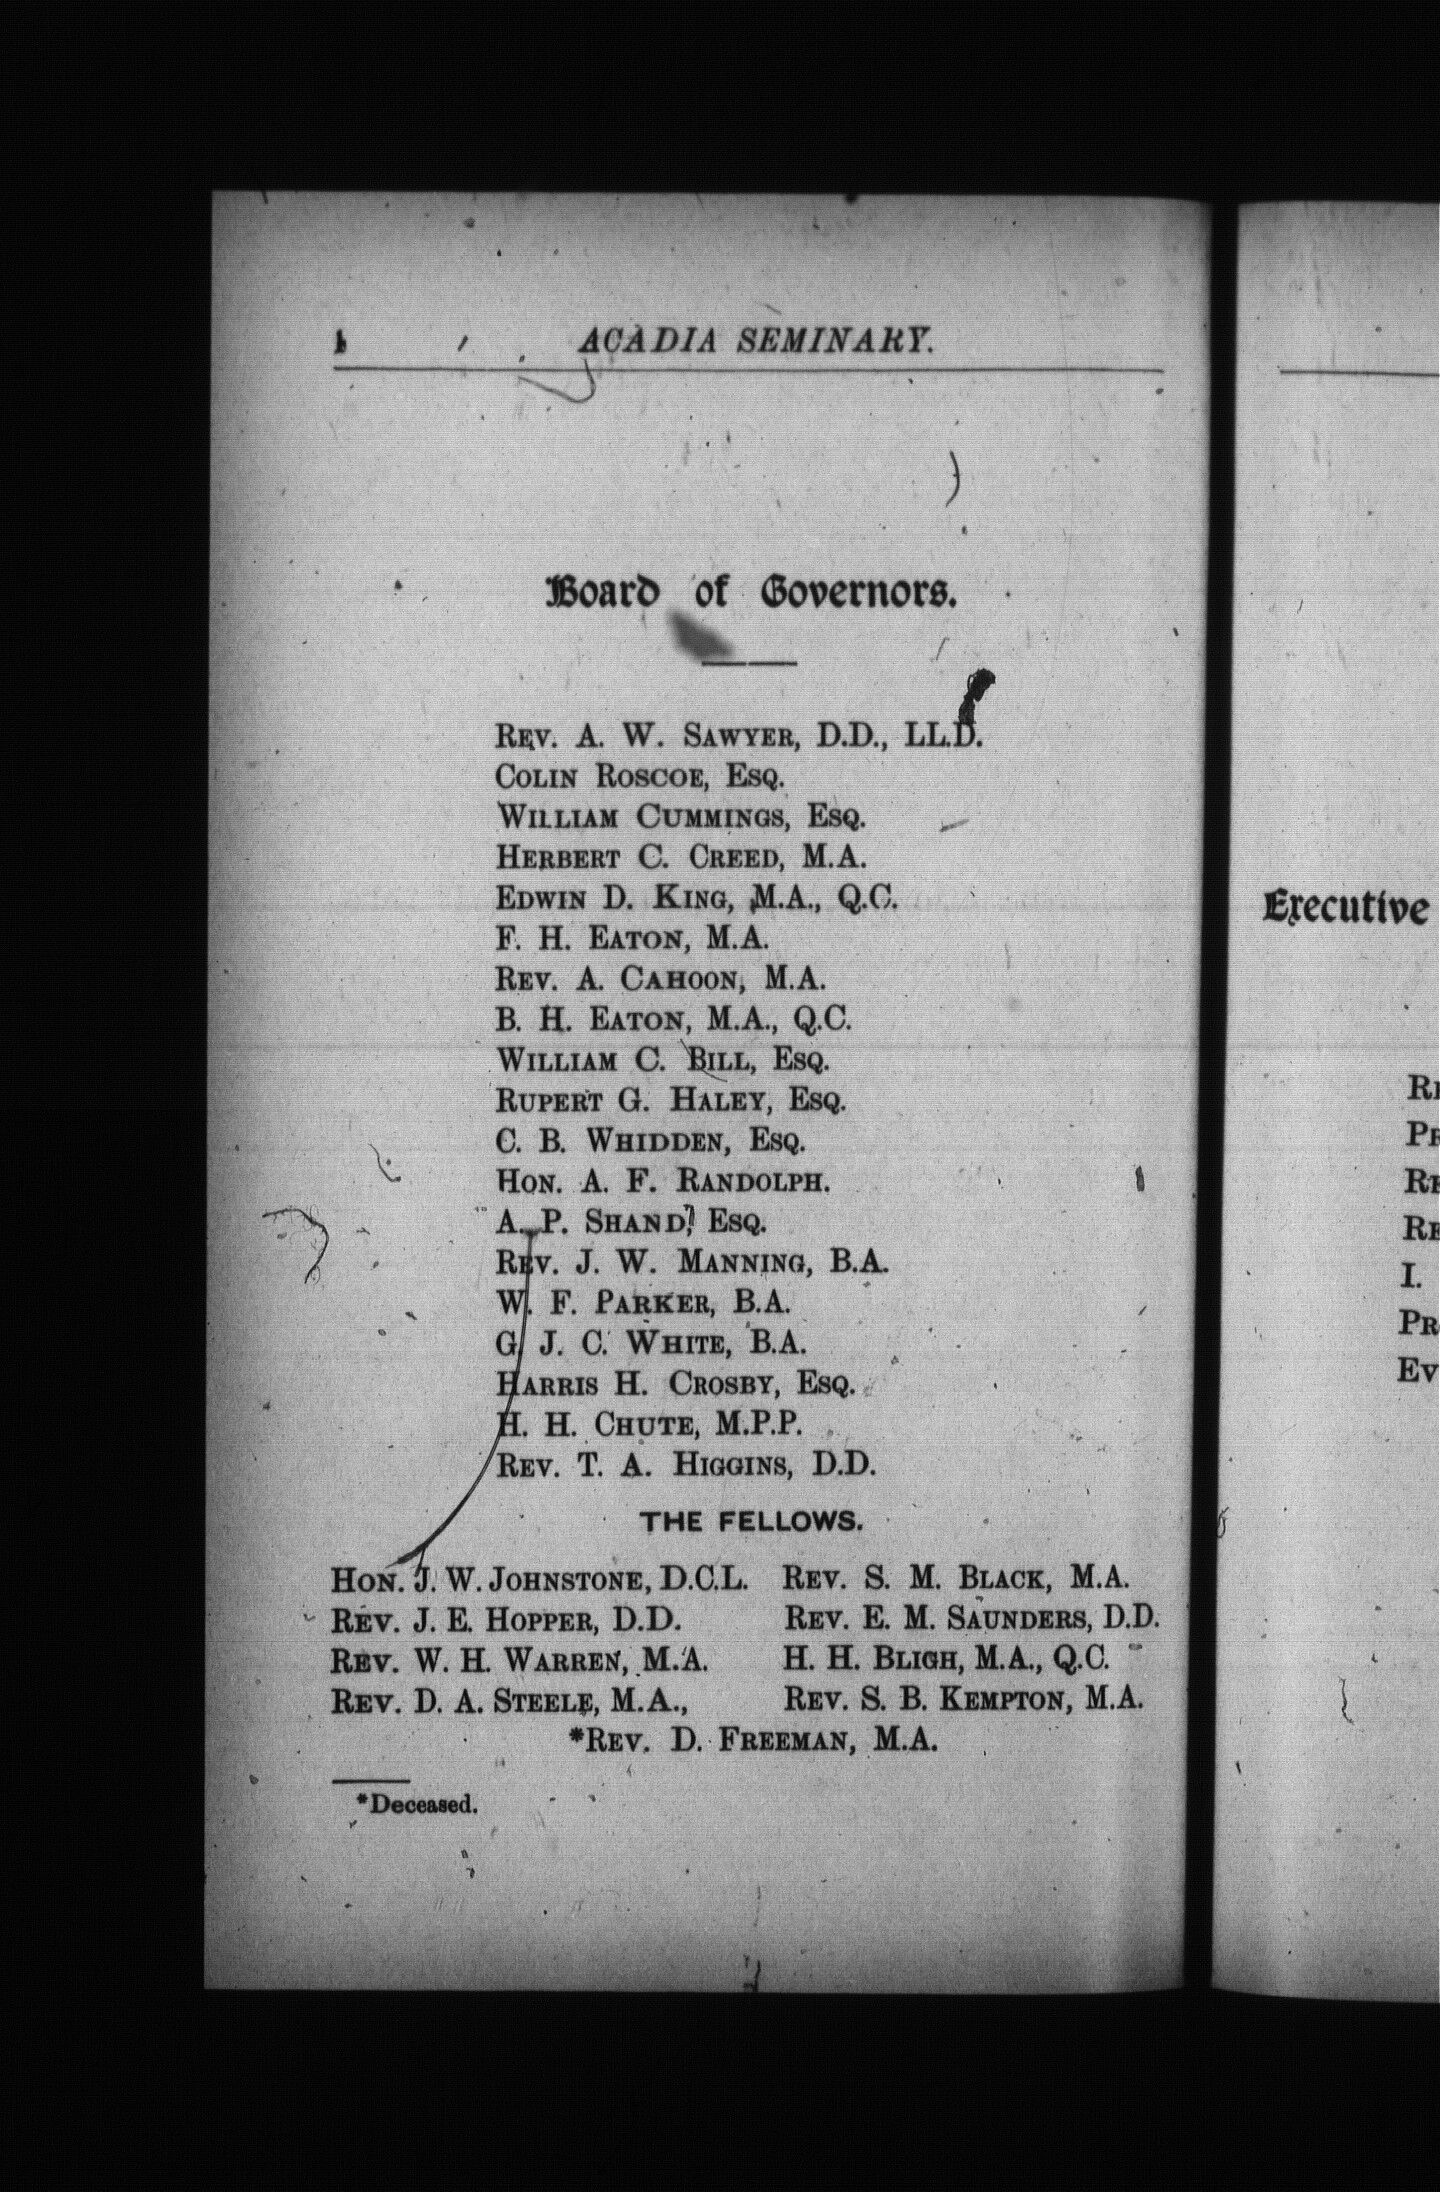 ACADIA SEMINARY.
Board of Governors.
REV. A. W. SAWYER, D.D., LL.D.
COLIN ROSCOE, ESQ.
WILLIAM CUMMINGS, ESQ.
HERBERT C. CREED, M.A.
EDWIN D. KING, M.A., Q.C.
F. H. EATON, M.A.
REV. A. CAHOON, M.A.
B. H. EATON, M.A., Q.C.
WILLIAM C. BILL, ESQ.
RUPERT G. HALEY, ESQ.
C. B. WHIDDEN, ESQ.
HON. A. F. RANDOLPH.
A. P. SHAND, ESQ.
REV. J. W. MANNING, B.A.
W. F. PARKER, B.A.
G. J. C. WHITE, B.A.
HARRIS H. CROSBY, ESQ.
H. H. CHUTE, M.P.P.
REV. T. A. HIGGINS, D.D.
THE FELLOWS.
HON. J. W. JOHNSTONE, D.C.L. REV. S. M. BLACK, M.A.
REV. J. E. HOPPER, D.D. REV. E. M. SAUNDERS, D.D.
REV. W. H. WARREN, M.A. H. H. BLIGH, M.A., Q.C.
REV. D. A. STEELE, M.A., REV. S. B. KEMPTON, M.A.
*REV. D. FREEMAN, M.A.
*Deceased.
Executive
I.